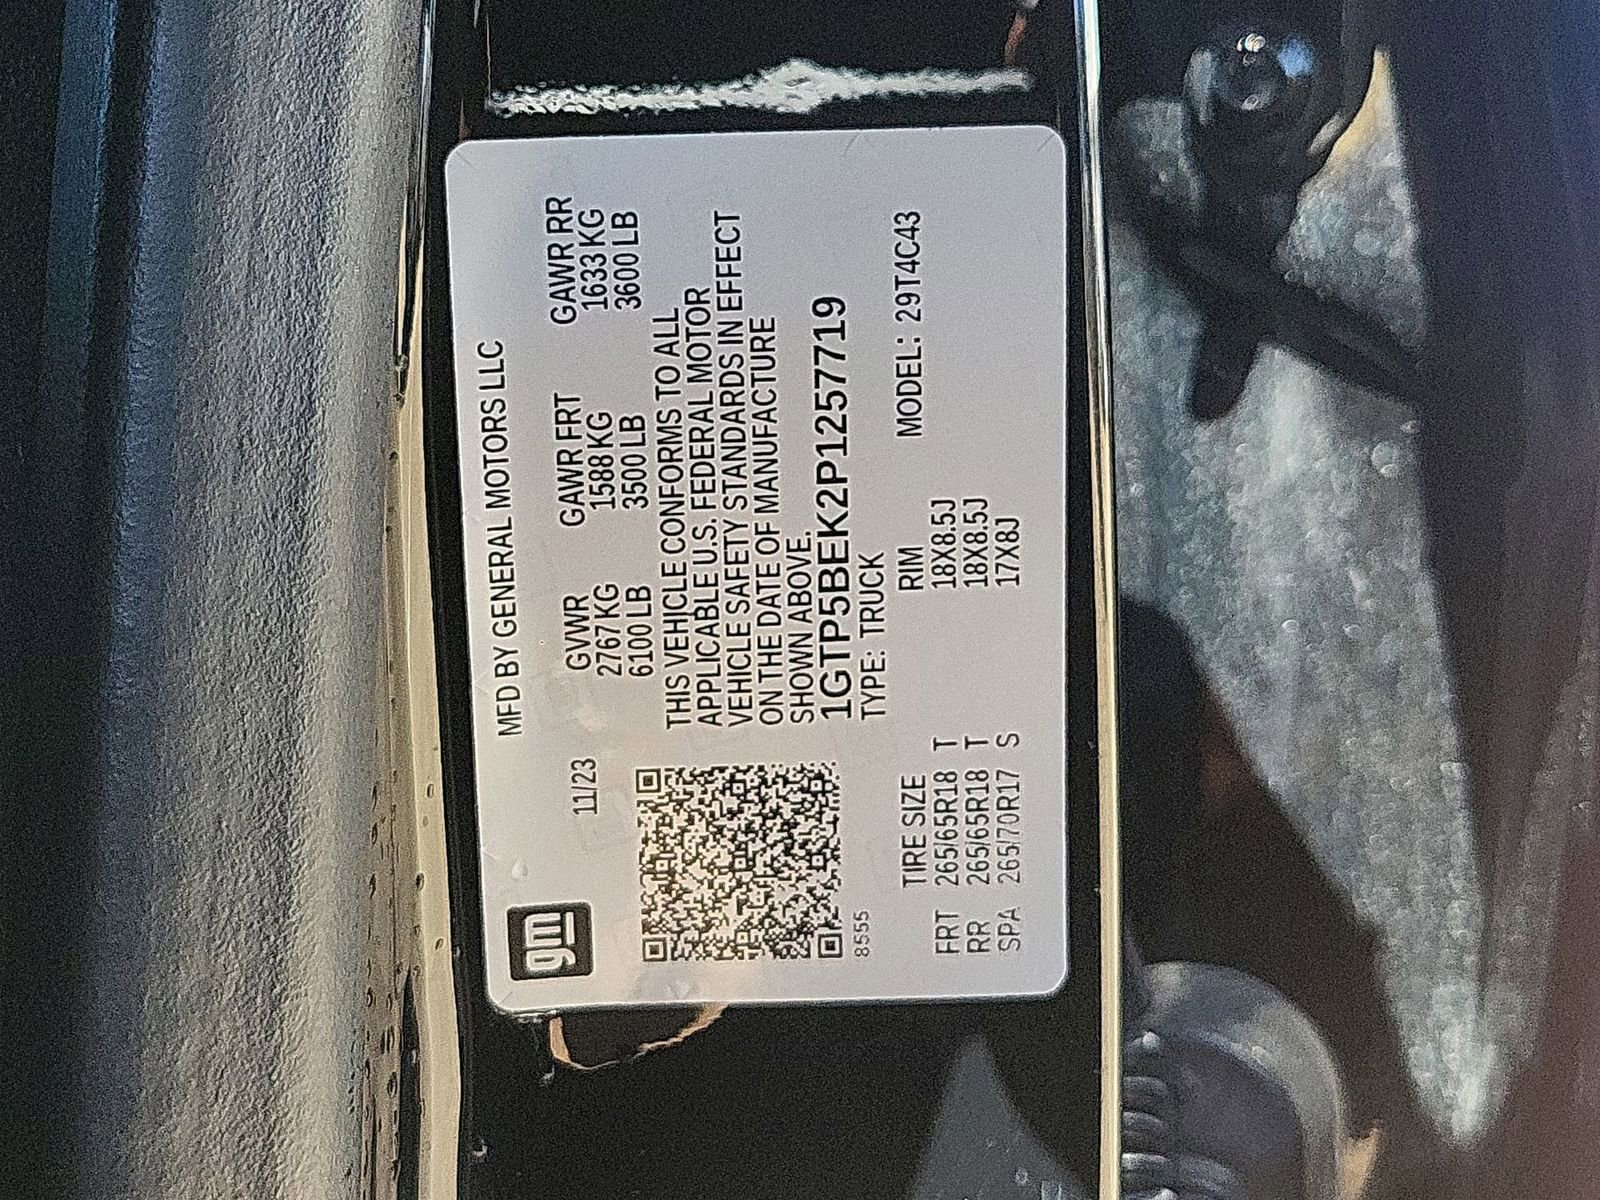 gm
MFD BY GENERAL MOTORS LLC
11/23 GVWR GAWR FRT GAWR RR
2767 KG 1588 KG 1633 KG
6100 LB 3500 LB 3600 LB
THIS VEHICLE CONFORMS TO ALL
APPLICABLE U.S. FEDERAL MOTOR
VEHICLE SAFETY STANDARDS IN EFFECT
ON THE DATE OF MANUFACTURE
SHOWN ABOVE.
1GTP5BEK2P1257719
8555 TYPE: TRUCK
TIRE SIZE RIM MODEL: 29T4C43
FRT 265/65R18 T 18X8.5J
RR 265/65R18 T 18X8.5J
SPA 265/70R17 S 17X8J